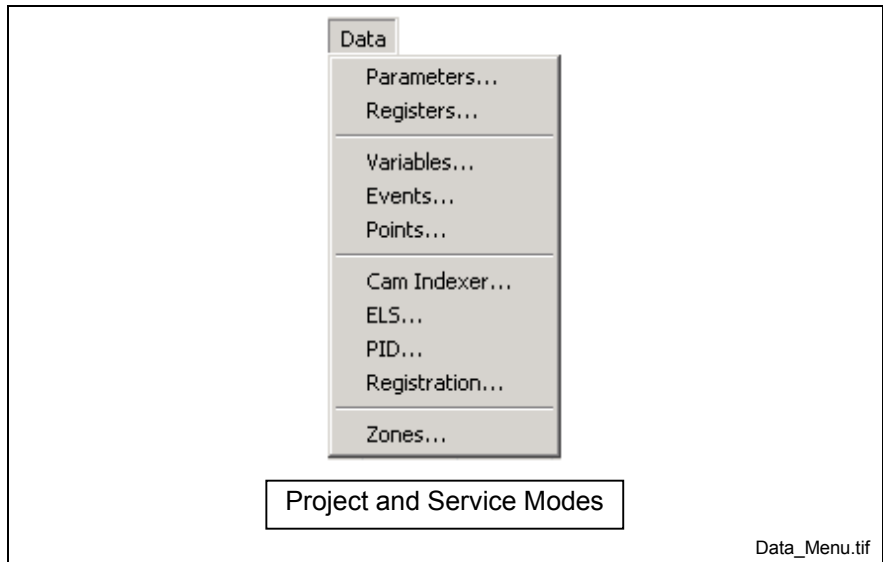 Data
Parameters...
Registers...
Variables...
Events...
Points...
Cam Indexer...
ELS...
PID...
Registration...
Zones...
Project and Service Modes
Data_Menu.tif